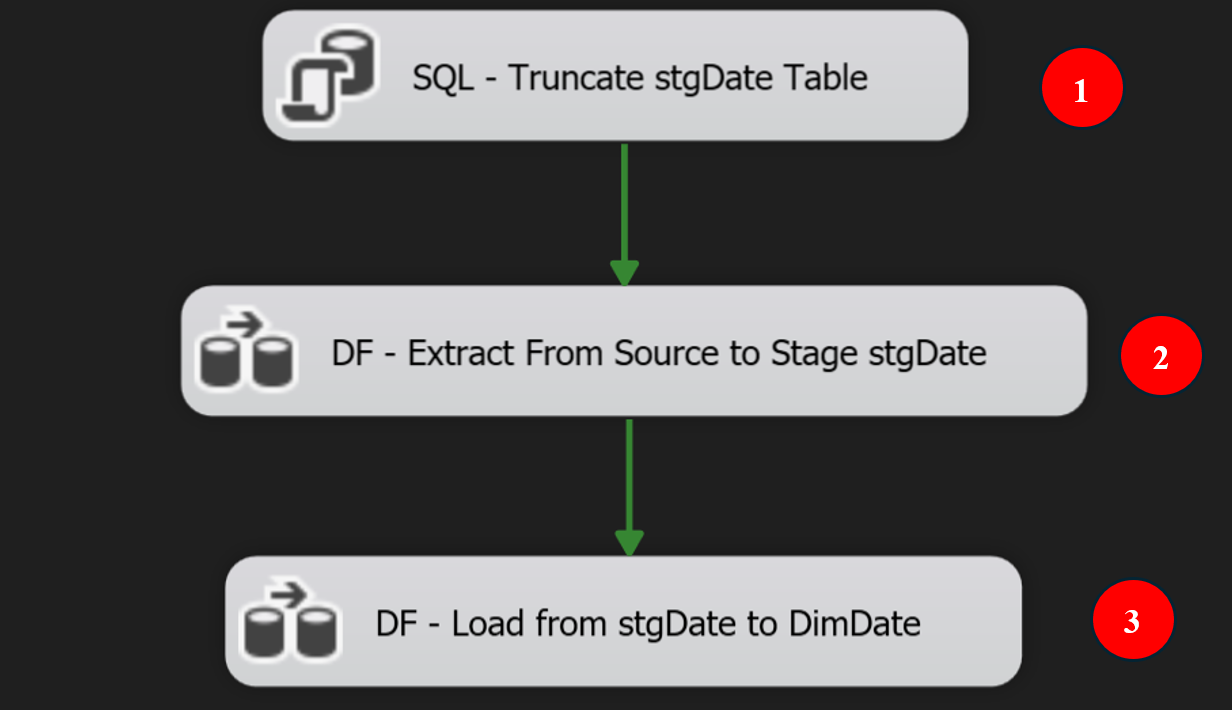 SQL - Truncate stgDate Table
1
DF - Extract From Source to Stage stgDate
2
DF - Load from stgDate to DimDate
3